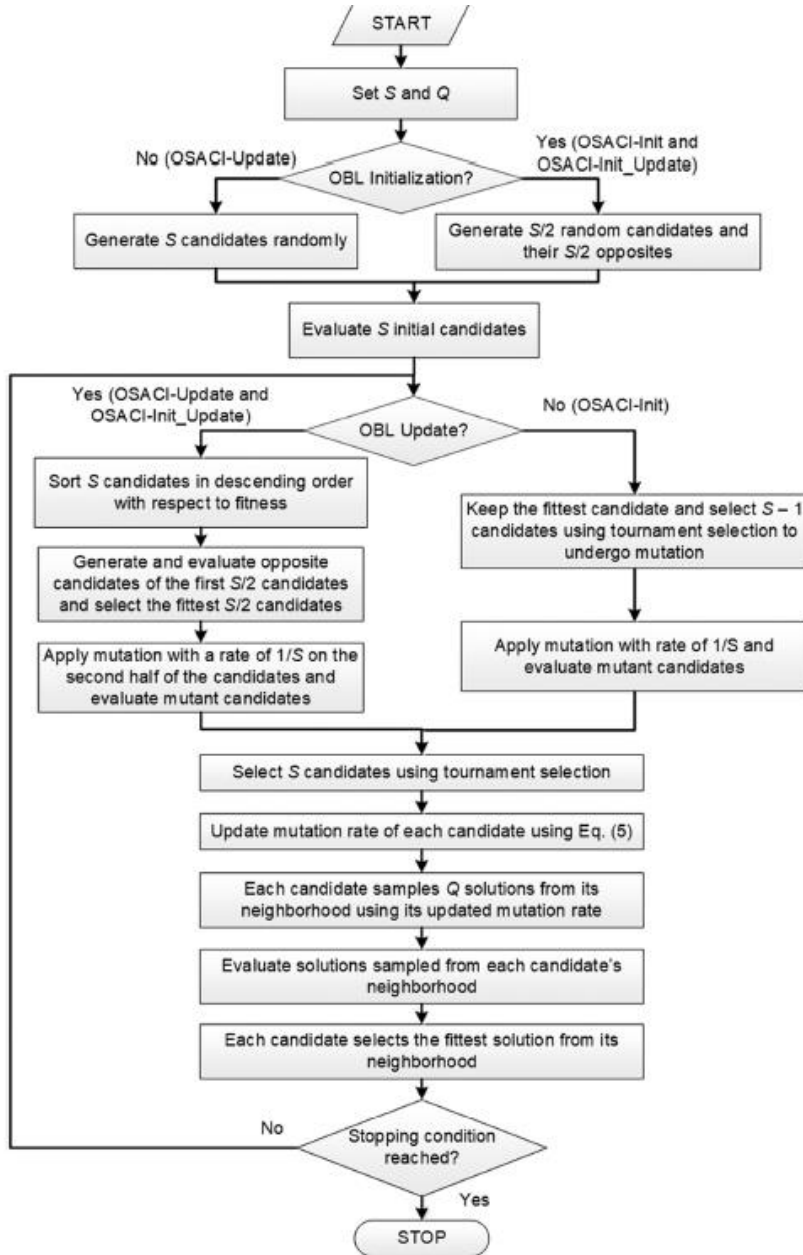 START
Set S and Q
No (OSACI-Update)
Yes (OSACI-Init and
OSACI-Init_Update)
OBL Initialization?
Generate S candidates randomly
Generate S/2 random candidates and
their S/2 opposites
Evaluate S initial candidates
Yes (OSACI-Update and
OSACI-Init_Update)
No (OSACI-Init)
OBL Update?
Sort S candidates in descending order
with respect to fitness
Generate and evaluate opposite
candidates of the first S/2 candidates
and select the fittest S/2 candidates
Apply mutation with a rate of 1/S on the
second half of the candidates and
evaluate mutant candidates
Keep the fittest candidate and select S – 1
candidates using tournament selection to
undergo mutation
Apply mutation with rate of 1/S and
evaluate mutant candidates
Select S candidates using tournament selection
Update mutation rate of each candidate using Eq. (5)
Each candidate samples Q solutions from its
neighborhood using its updated mutation rate
Evaluate solutions sampled from each candidate's
neighborhood
Each candidate selects the fittest solution from its
neighborhood
No
Stopping condition
reached?
Yes
STOP